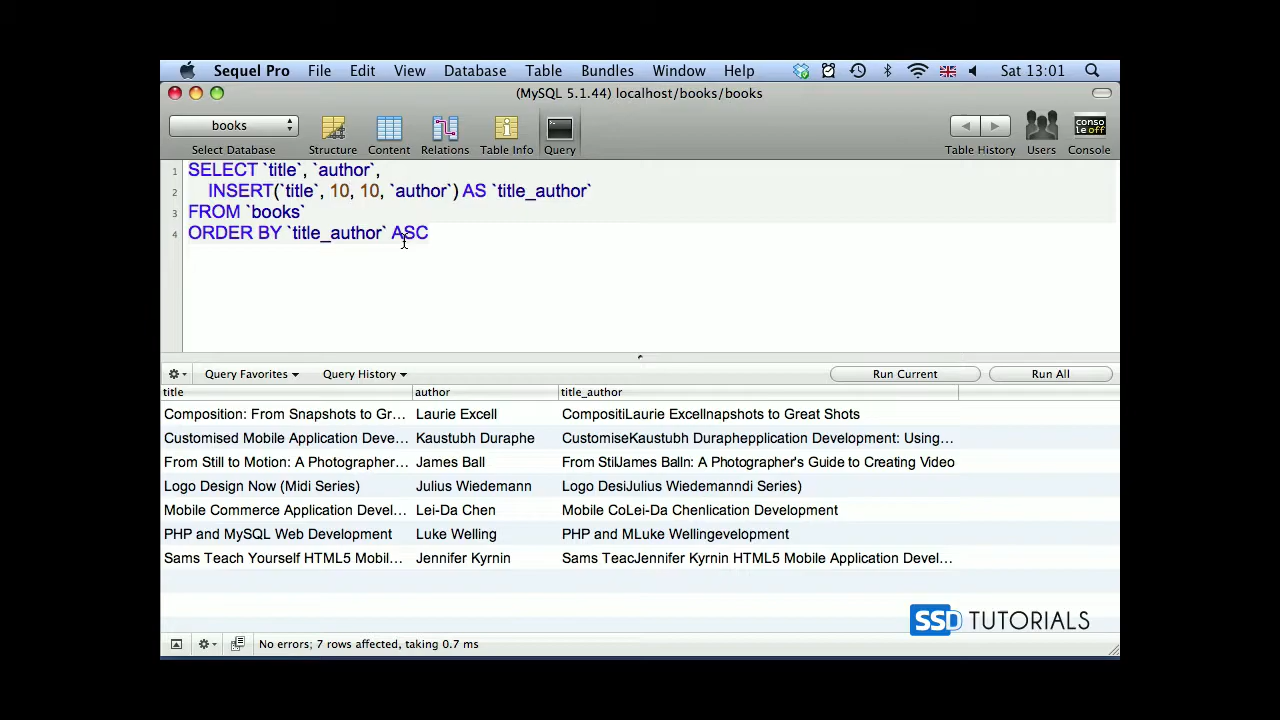 Sequel Pro File Edit View Database Table Bundles Window Help Sat 13:01
(MySQL 5.1.44) localhost/books/books
books
console off
Select Database Structure Content Relations Table Info Query Table History Users Console
1 SELECT `title`, `author`,
2 INSERT(`title`, 10, 10, `author`) AS `title_author`
3 FROM `books`
4 ORDER BY `title_author` ASC
Query Favorites Query History Run Current Run All
title author title_author
Composition: From Snapshots to Gr... Laurie Excell CompositiLaurie Excellnapshots to Great Shots
Customised Mobile Application Deve... Kaustubh Duraphe CustomiseKaustubh Duraphepplication Development: Using...
From Still to Motion: A Photographer... James Ball From StilJames Balln: A Photographer's Guide to Creating Video
Logo Design Now (Midi Series) Julius Wiedemann Logo DesiJulius Wiedemanndi Series)
Mobile Commerce Application Devel... Lei-Da Chen Mobile CoLei-Da Chenlication Development
PHP and MySQL Web Development Luke Welling PHP and MLuke Wellingevelopment
Sams Teach Yourself HTML5 Mobil... Jennifer Kyrnin Sams TeacJennifer Kyrnin HTML5 Mobile Application Devel...
SSD TUTORIALS
No errors; 7 rows affected, taking 0.7 ms